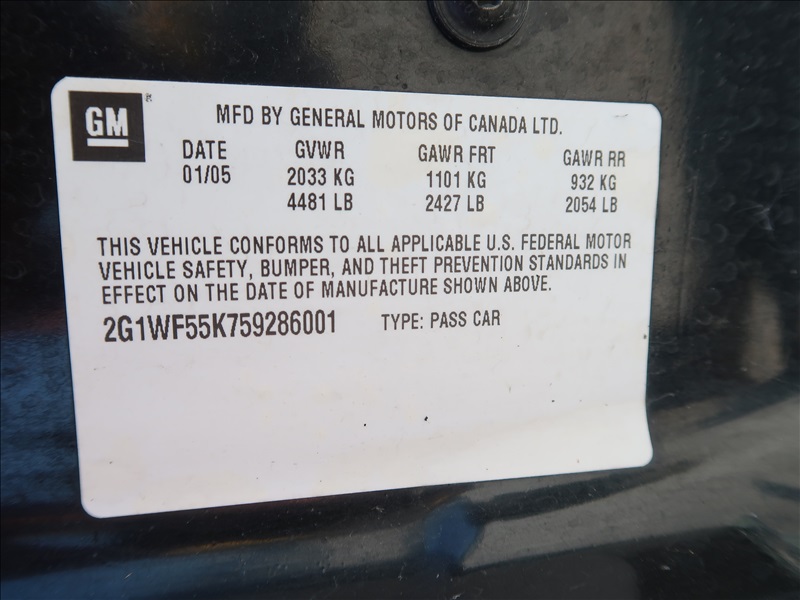 GM ®
MFD BY GENERAL MOTORS OF CANADA LTD.
DATE GVWR GAWR FRT GAWR RR
01/05 2033 KG 1101 KG 932 KG
4481 LB 2427 LB 2054 LB
THIS VEHICLE CONFORMS TO ALL APPLICABLE U.S. FEDERAL MOTOR
VEHICLE SAFETY, BUMPER, AND THEFT PREVENTION STANDARDS IN
EFFECT ON THE DATE OF MANUFACTURE SHOWN ABOVE.
2G1WF55K759286001 TYPE: PASS CAR